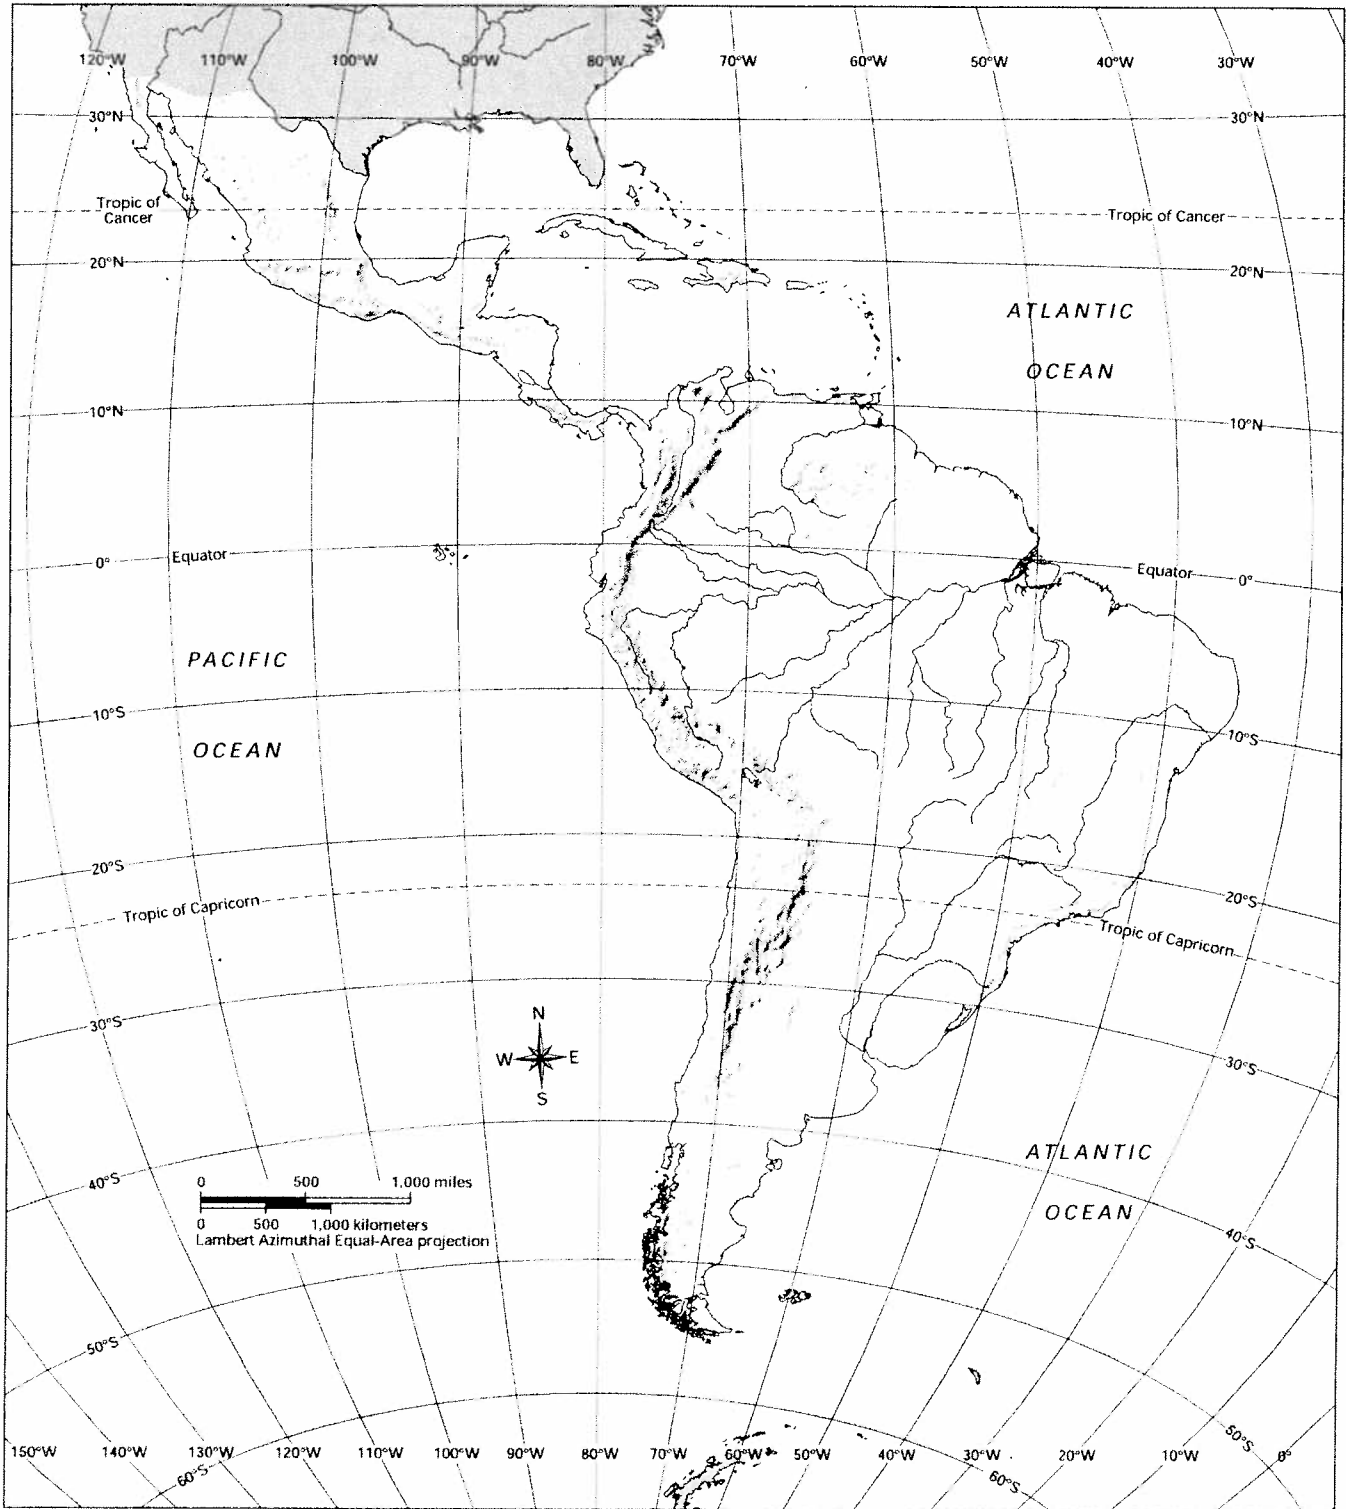 120°W 110°W 100°W 90°W 80°W 70°W 60°W 50°W 40°W 30°W
30°N 30°N
Tropic of
Cancer
Tropic of Cancer
20°N 20°N
ATLANTIC
OCEAN
10°N 10°N
Equator
0°
Equator
0°
PACIFIC
OCEAN
10°S 10°S
20°S 20°S
Tropic of Capricorn
Tropic of Capricorn
30°S 30°S
N
W E
S
ATLANTIC
OCEAN
0 500 1,000 miles
0 500 1,000 kilometers
Lambert Azimuthal Equal-Area projection
40°S 40°S
50°S 50°S
150°W 140°W 130°W 120°W 110°W 100°W 90°W 80°W 70°W 60°W 50°W 40°W 30°W 20°W 10°W 0°
60°S 60°S